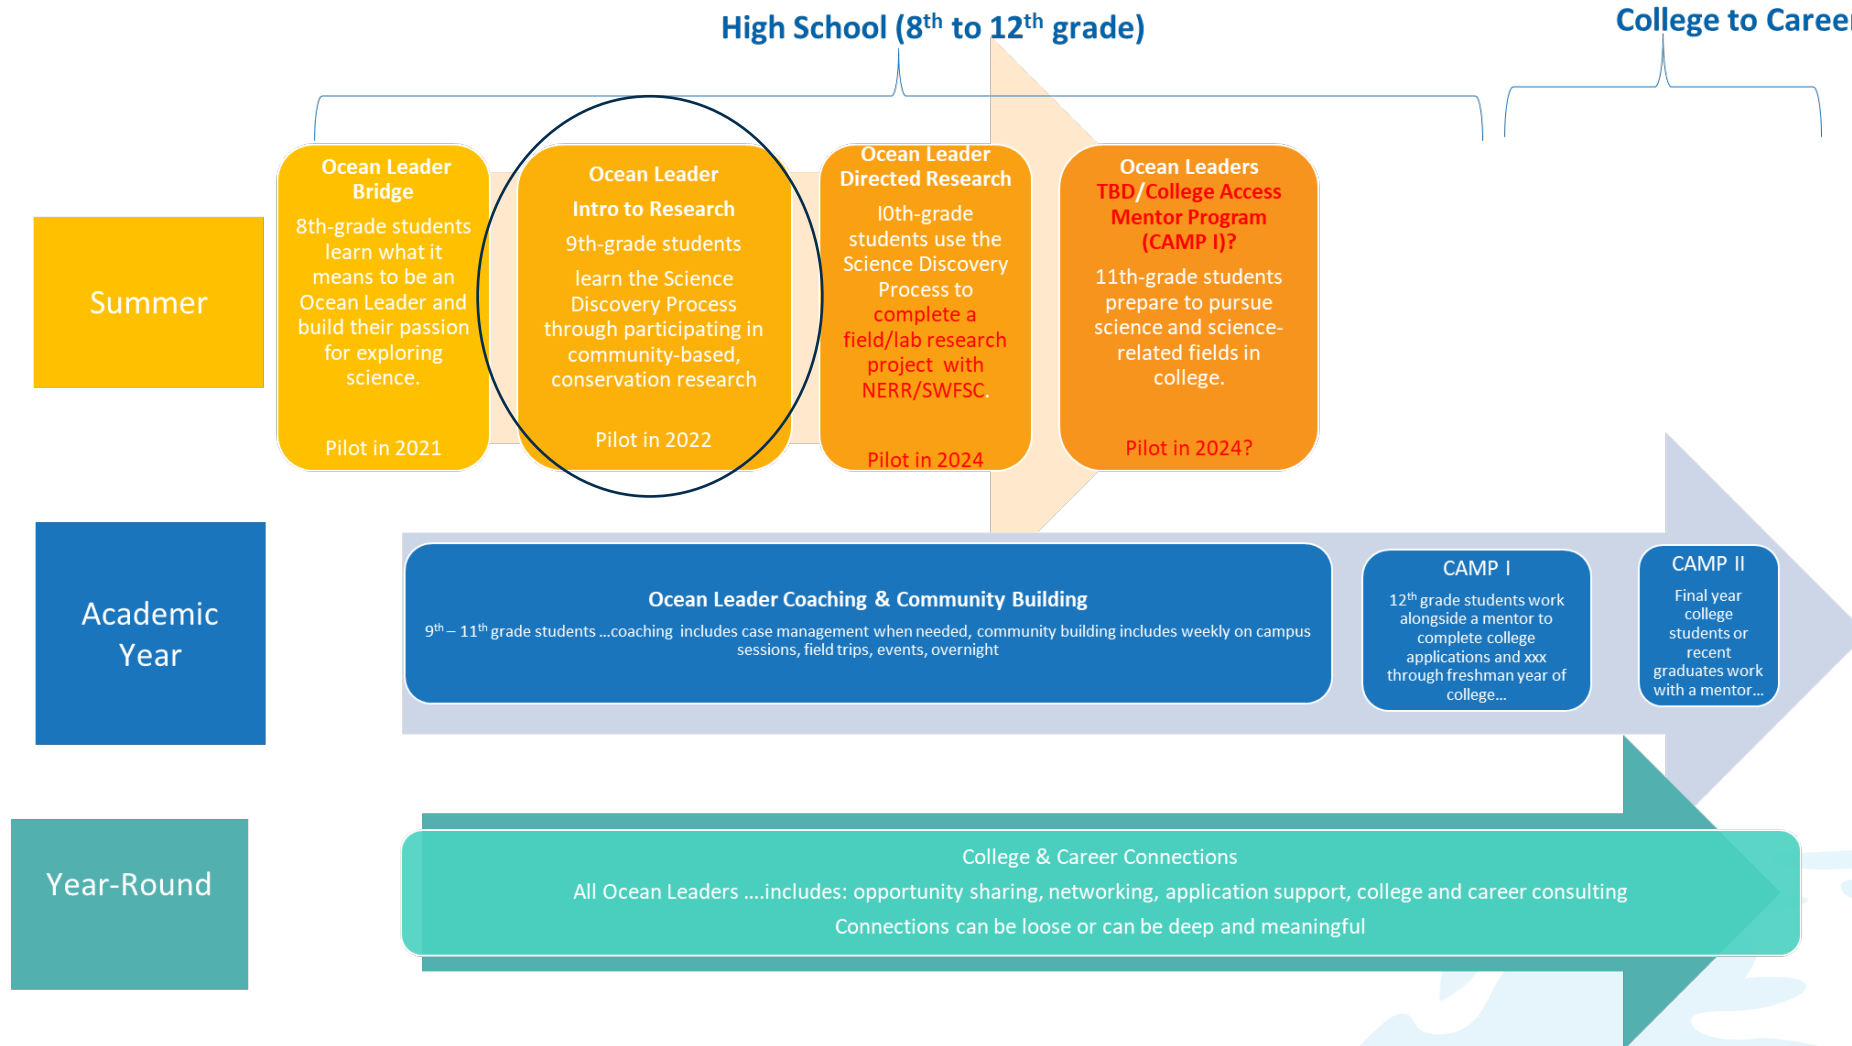 High School (8th to 12th grade)
College to Career
Summer
Ocean Leader
Bridge
8th-grade students
learn what it
means to be an
Ocean Leader and
build their passion
for exploring
science.
Pilot in 2021
Ocean Leader
Intro to Research
9th-grade students
learn the Science
Discovery Process
through participating in
community-based,
conservation research
Pilot in 2022
Ocean Leader
Directed Research
I0th-grade
students use the
Science Discovery
Process to
complete a
field/lab research
project with
NERR/SWFSC.
Pilot in 2024
Ocean Leaders
TBD/College Access
Mentor Program
(CAMP I)?
11th-grade students
prepare to pursue
science and science-
related fields in
college.
Pilot in 2024?
Academic
Year
Ocean Leader Coaching & Community Building
9th – 11th grade students ...coaching includes case management when needed, community building includes weekly on campus
sessions, field trips, events, overnight
CAMP I
12th grade students work
alongside a mentor to
complete college
applications and xxx
through freshman year of
college...
CAMP II
Final year
college
students or
recent
graduates work
with a mentor...
Year-Round
College & Career Connections
All Ocean Leaders ....includes: opportunity sharing, networking, application support, college and career consulting
Connections can be loose or can be deep and meaningful